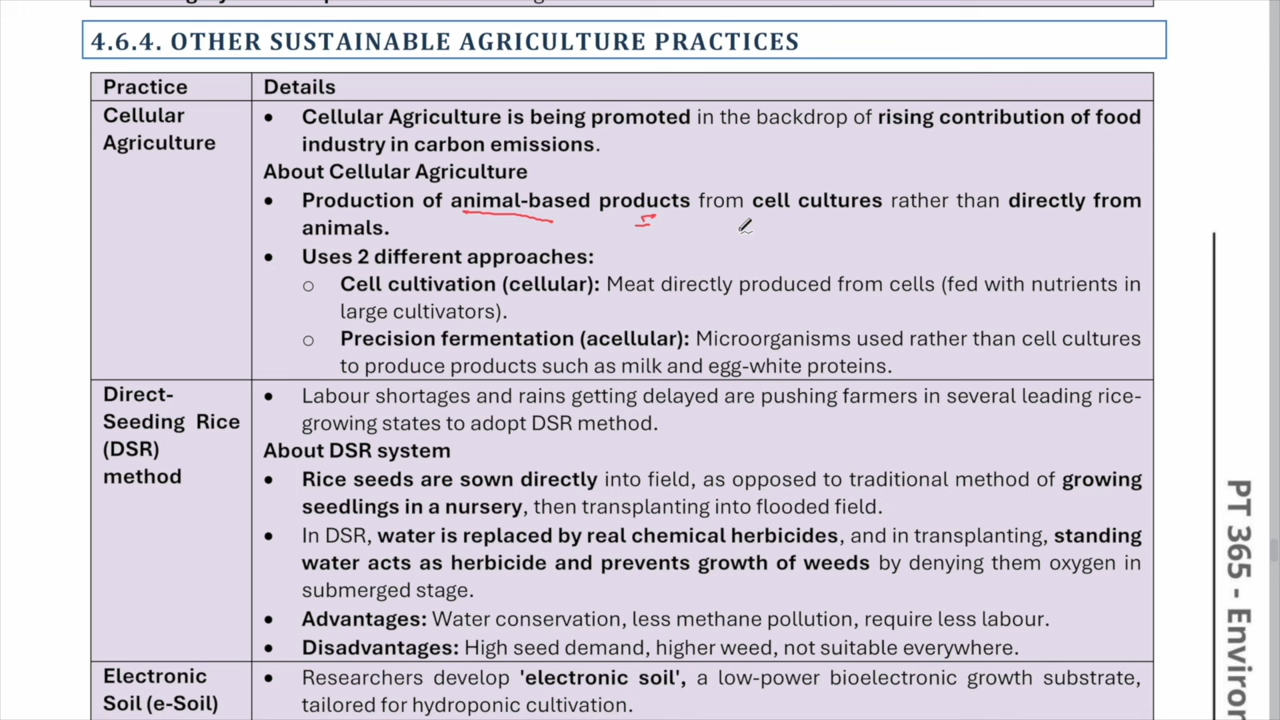 4.6.4. OTHER SUSTAINABLE AGRICULTURE PRACTICES
Practice
Details
Cellular
Agriculture
• Cellular Agriculture is being promoted in the backdrop of rising contribution of food
industry in carbon emissions.
About Cellular Agriculture
• Production of animal-based products from cell cultures rather than directly from
animals.
• Uses 2 different approaches:
o Cell cultivation (cellular): Meat directly produced from cells (fed with nutrients in
large cultivators).
o Precision fermentation (acellular): Microorganisms used rather than cell cultures
to produce products such as milk and egg-white proteins.
Direct-
Seeding Rice
(DSR)
method
• Labour shortages and rains getting delayed are pushing farmers in several leading rice-
growing states to adopt DSR method.
About DSR system
• Rice seeds are sown directly into field, as opposed to traditional method of growing
seedlings in a nursery, then transplanting into flooded field.
• In DSR, water is replaced by real chemical herbicides, and in transplanting, standing
water acts as herbicide and prevents growth of weeds by denying them oxygen in
submerged stage.
• Advantages: Water conservation, less methane pollution, require less labour.
• Disadvantages: High seed demand, higher weed, not suitable everywhere.
Electronic
Soil (e-Soil)
• Researchers develop 'electronic soil', a low-power bioelectronic growth substrate,
tailored for hydroponic cultivation.
PT 365 - Environ